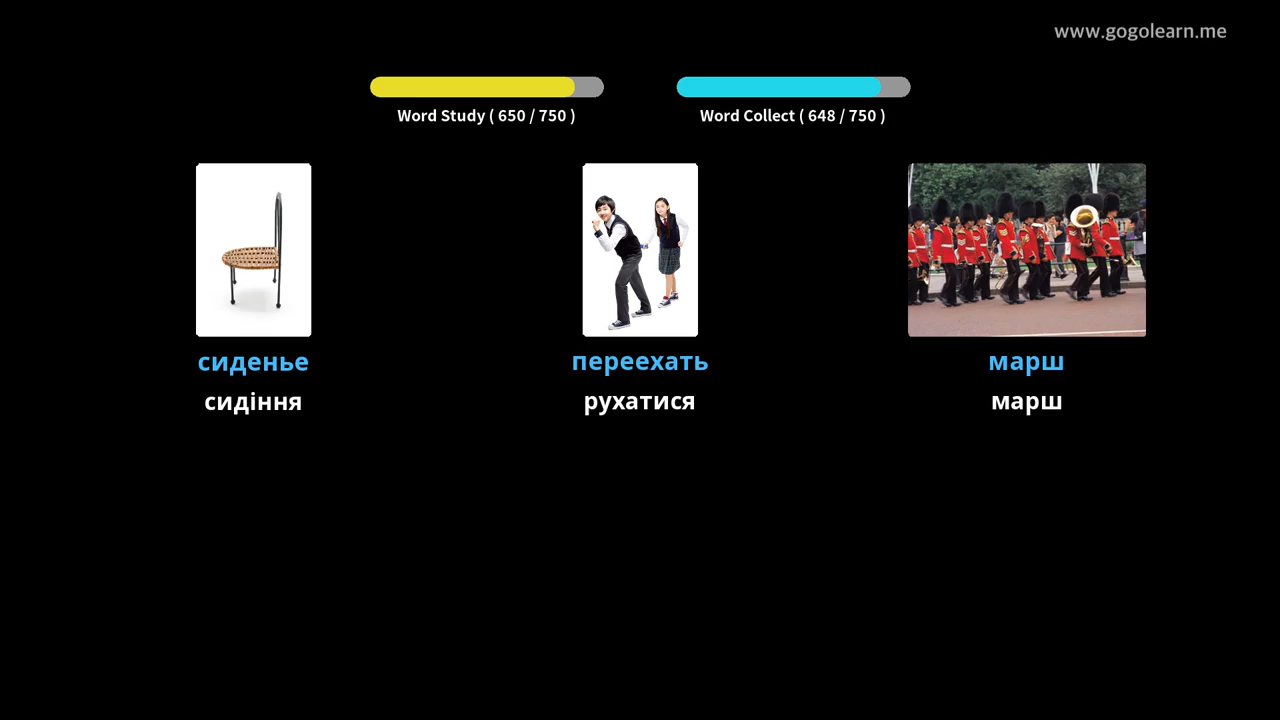 www.gogolearn.me
Word Study ( 650 / 750 )
Word Collect ( 648 / 750 )
сиденье
сидіння
переехать
рухатися
марш
марш